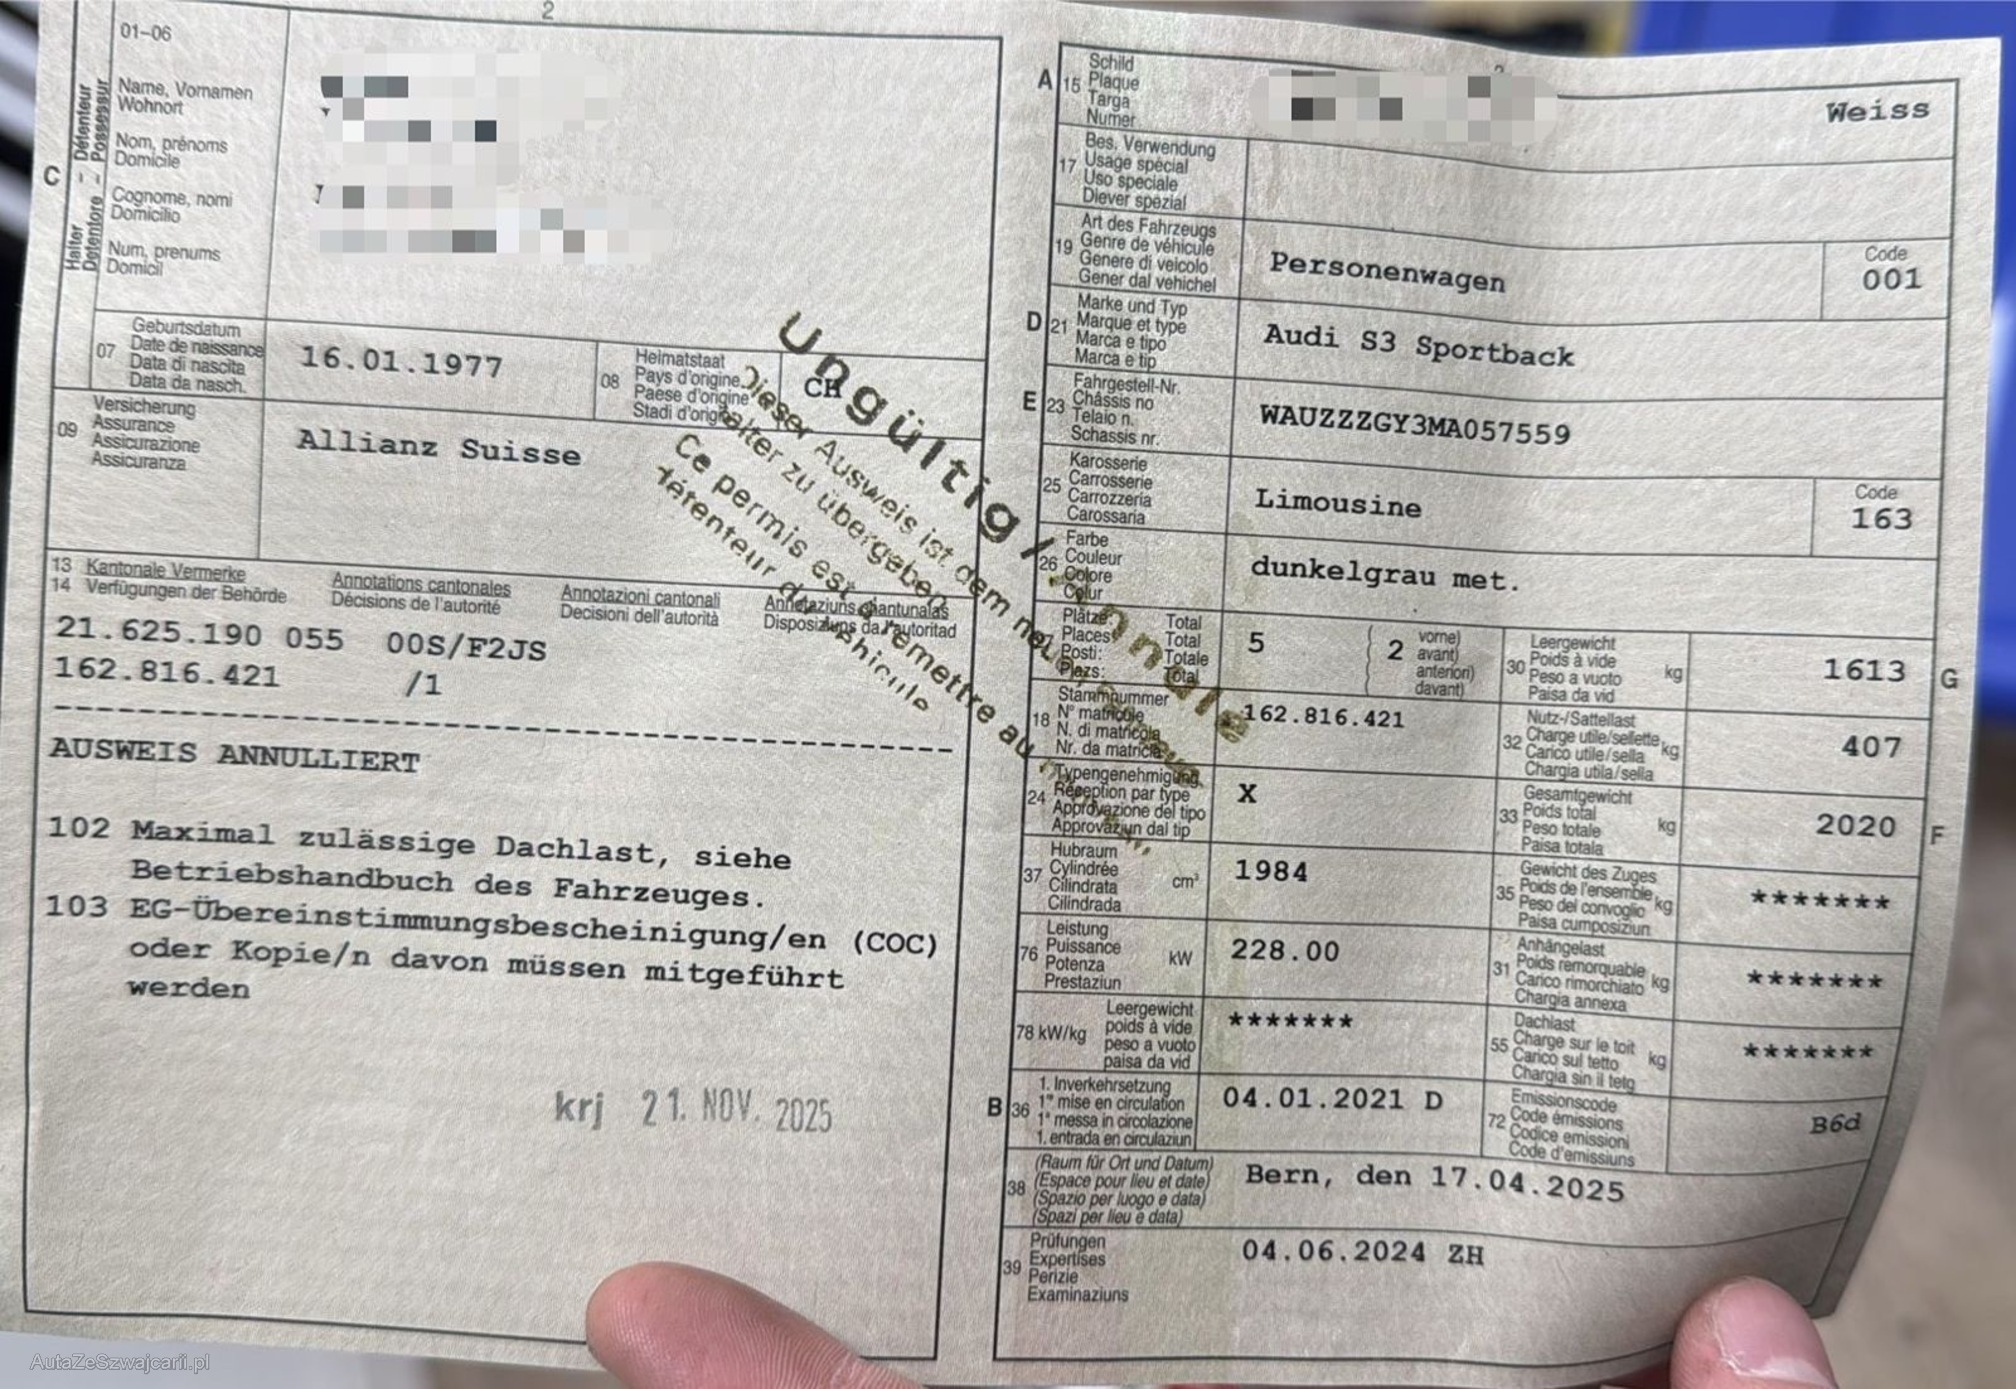 2
01-06
Name, Vornamen
Wohnort
Nom, prénoms
Domicile
Cognome, nomi
Domicilio
Num, prenums
Domicil
C
Halter - Détenteur
Detentore - Possessur
07
Geburtsdatum
Date de naissance
Data di nascita
Data da nasch.
16.01.1977
08
Heimatstaat
Pays d'origine
Paese d'origine
Stadi d'origin
CH
09
Versicherung
Assurance
Assicurazione
Assicuranza
Allianz Suisse
13 Kantonale Vermerke
14 Verfügungen der Behörde
Annotations cantonales
Décisions de l'autorité
Annotazioni cantonali
Decisioni dell'autorità
Annotaziuns chantunalas
Disposiziuns da l'autoritad
21.625.190 055 00S/F2JS
162.816.421 /1
AUSWEIS ANNULLIERT
102 Maximal zulässige Dachlast, siehe
Betriebshandbuch des Fahrzeuges.
103 EG-Übereinstimmungsbescheinigung/en (COC)
oder Kopie/n davon müssen mitgeführt
werden
krj 21. NOV. 2025
Ungültig / Annulé
Dieser Ausweis ist dem neuen
Halter zu übergeben
Ce permis est à remettre au
détenteur du véhicule
A
15
Schild
Plaque
Targa
Numer
Weiss
17
Bes. Verwendung
Usage spécial
Uso speciale
Diever spezial
19
Art des Fahrzeugs
Genre de véhicule
Genere di veicolo
Gener dal vehichel
Personenwagen
Code
001
D
21
Marke und Typ
Marque et type
Marca e tipo
Marca e tip
Audi S3 Sportback
E
23
Fahrgestell-Nr.
Châssis no
Telaio n.
Schassis nr.
WAUZZZGY3MA057559
25
Karosserie
Carrosserie
Carrozzeria
Carossaria
Limousine
Code
163
26
Farbe
Couleur
Colore
Colur
dunkelgrau met.
Plätze Total
Places Total
Posti: Totale
Plazs: Total
5
2
vorne)
avant)
anteriori)
davant)
30
Leergewicht
Poids à vide
Peso a vuoto
Paisa da vid
kg
1613
G
18
Stammnummer
N° matricule
N. di matricola
Nr. da matricla
162.816.421
32
Nutz-/Sattellast
Charge utile/sellette
Carico utile/sella
Chargia utila/sella
kg
407
24
Typengenehmigung
Réception par type
Approvazione del tipo
Approvaziun dal tip
X
33
Gesamtgewicht
Poids total
Peso totale
Paisa totala
kg
2020
F
37
Hubraum
Cylindrée
Cilindrata
Cilindrada
cm³
1984
35
Gewicht des Zuges
Poids de l'ensemble
Peso del convoglio
Paisa cumposiziun
kg
*******
76
Leistung
Puissance
Potenza
Prestaziun
kW
228.00
31
Anhängelast
Poids remorquable
Carico rimorchiato
Chargia annexa
kg
*******
78 kW/kg
Leergewicht
poids à vide
peso a vuoto
paisa da vid
*******
55
Dachlast
Charge sur le toit
Carico sul tetto
Chargia sin il tetg
kg
*******
B
36
1. Inverkehrsetzung
1re mise en circulation
1a messa in circolazione
1. entrada en circulaziun
04.01.2021 D
72
Emissionscode
Code émissions
Codice emissioni
Code d'emissiuns
B6d
38
(Raum für Ort und Datum)
(Espace pour lieu et date)
(Spazio per luogo e data)
(Spazi per lieu e data)
Bern, den 17.04.2025
39
Prüfungen
Expertises
Perizie
Examinaziuns
04.06.2024 ZH
AutaZeSzwajcarii.pl